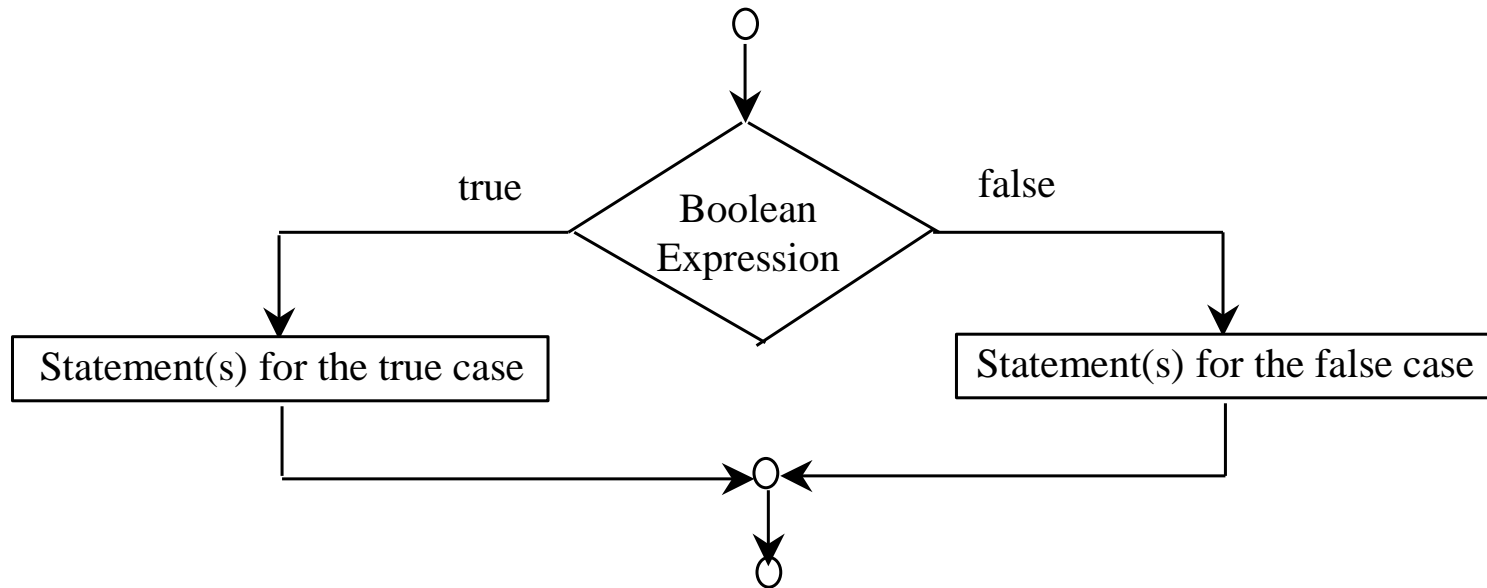 true
false
Boolean
Expression
Statement(s) for the true case
Statement(s) for the false case